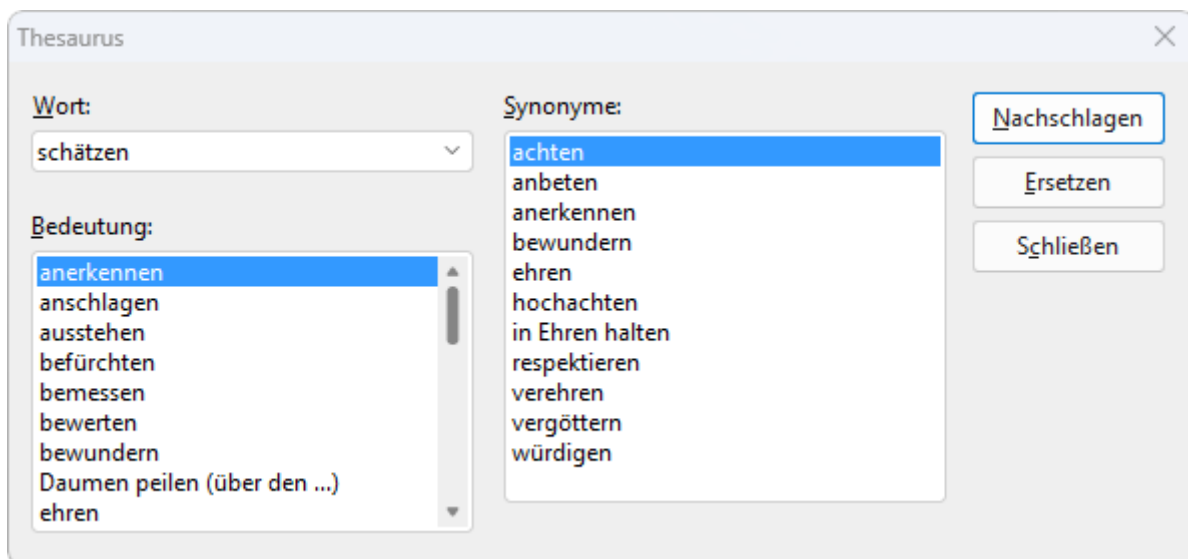 Thesaurus
Wort:
schätzen
Bedeutung:
anerkennen
anschlagen
ausstehen
befürchten
bemessen
bewerten
bewundern
Daumen peilen (über den ...)
ehren
Synonyme:
achten
anbeten
anerkennen
bewundern
ehren
hochachten
in Ehren halten
respektieren
verehren
vergöttern
würdigen
Nachschlagen
Ersetzen
Schließen